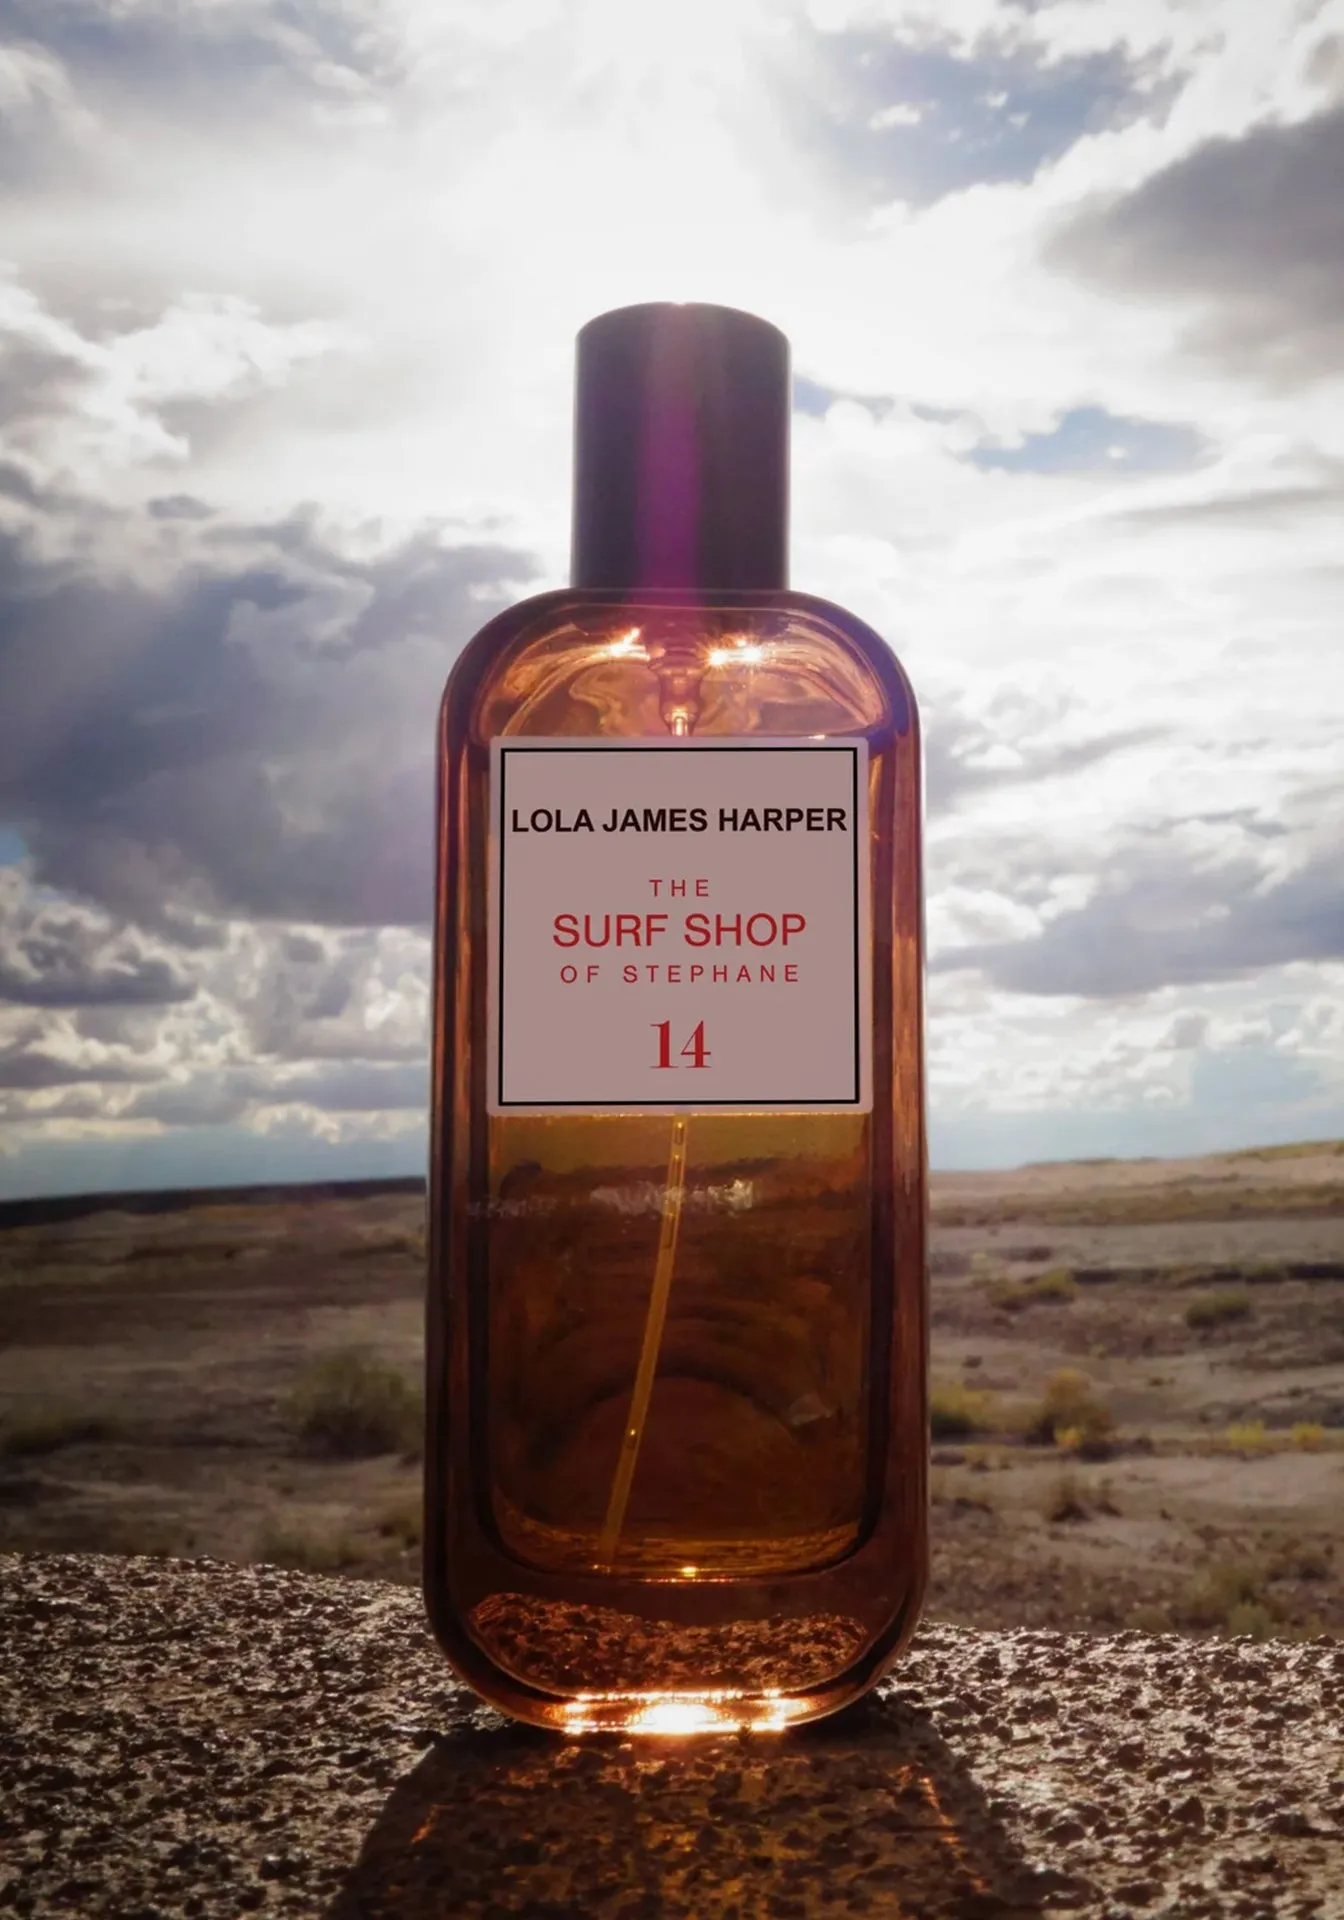 LOLA JAMES HARPER
THE
SURF SHOP
OF STEPHANE
14